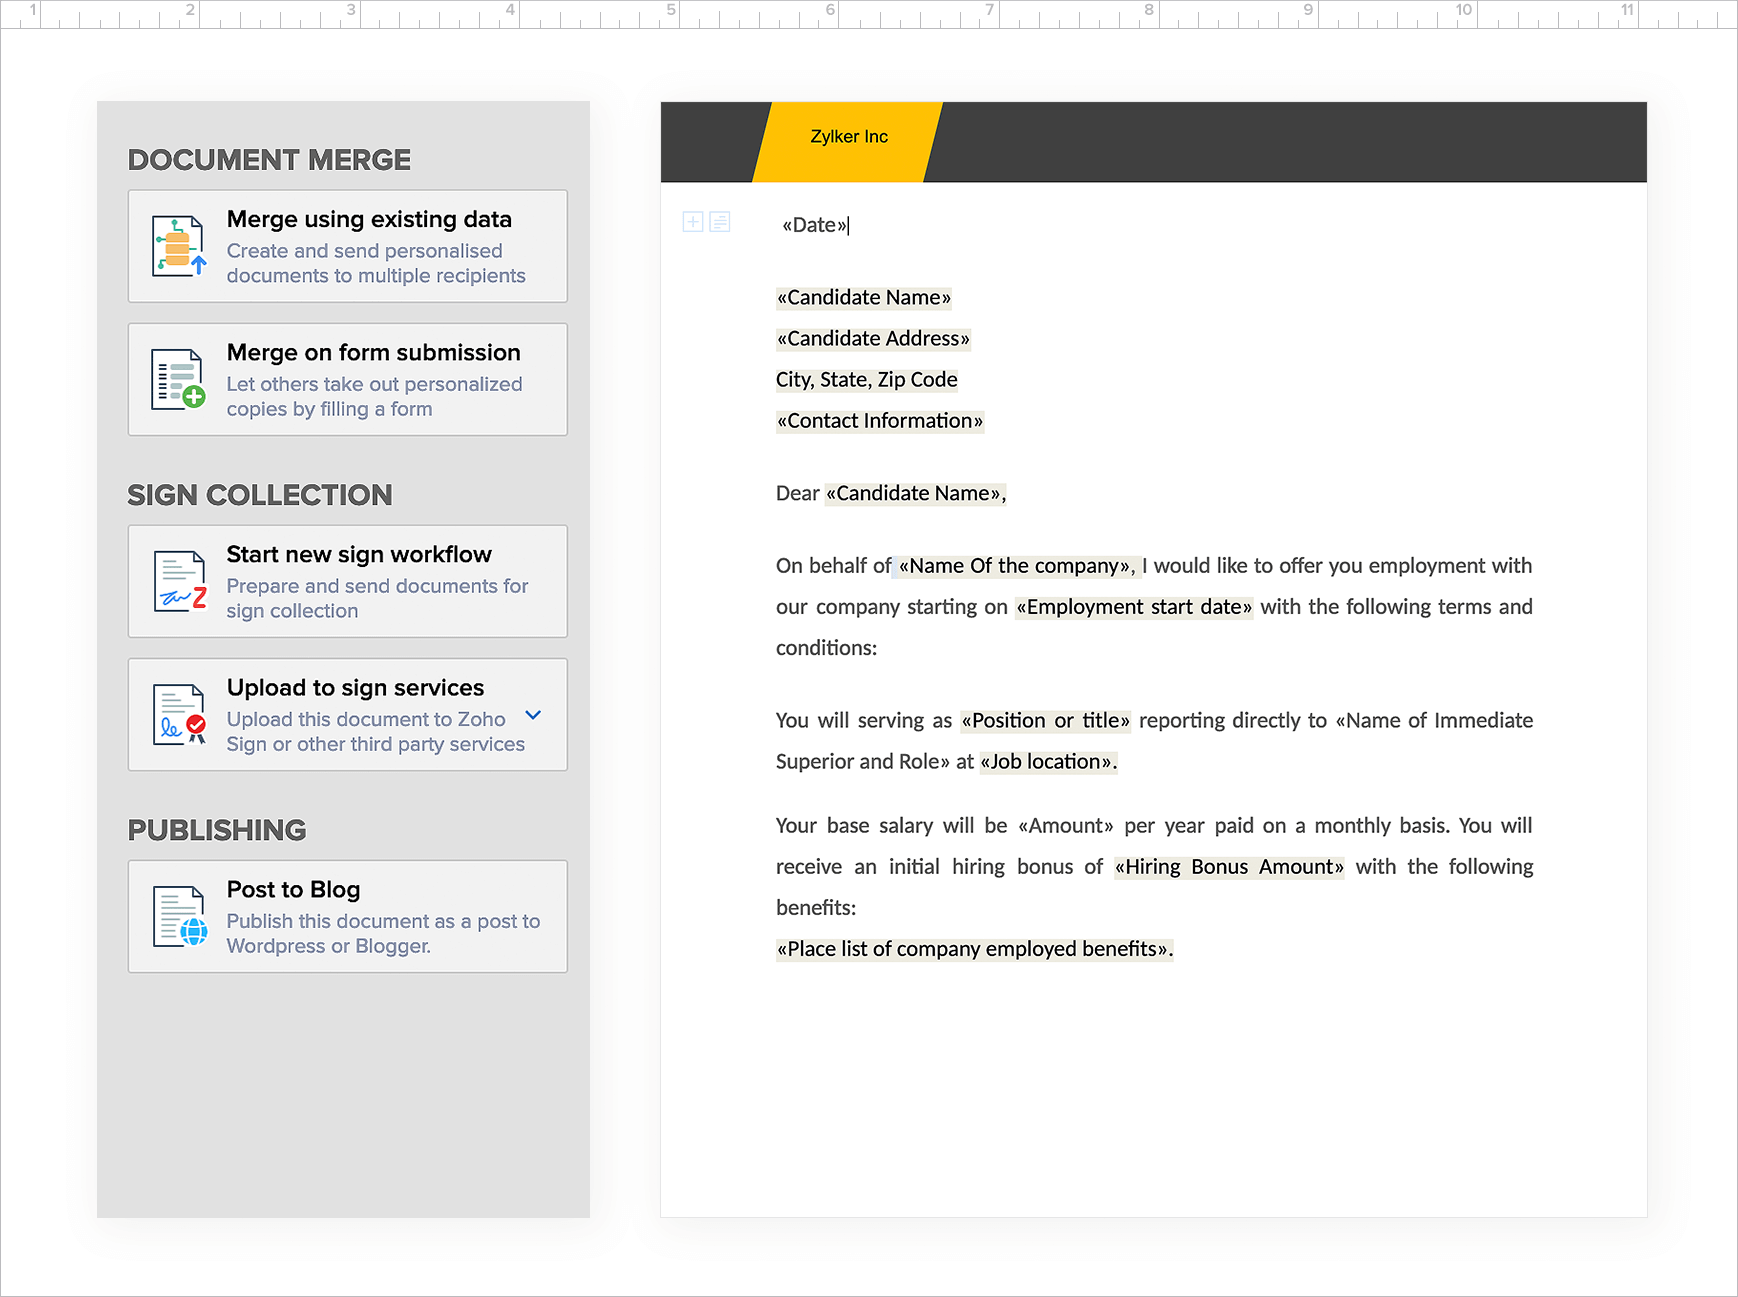 1 2 3 4 5 6 7 8 9 10 11
DOCUMENT MERGE
Merge using existing data
Create and send personalised
documents to multiple recipients
Merge on form submission
Let others take out personalized
copies by filling a form
SIGN COLLECTION
Start new sign workflow
Prepare and send documents for
sign collection
Upload to sign services
Upload this document to Zoho
Sign or other third party services
PUBLISHING
Post to Blog
Publish this document as a post to
Wordpress or Blogger.
Zylker Inc
«Date»
«Candidate Name»
«Candidate Address»
City, State, Zip Code
«Contact Information»
Dear «Candidate Name»,
On behalf of «Name Of the company», I would like to offer you employment with
our company starting on «Employment start date» with the following terms and
conditions:
You will serving as «Position or title» reporting directly to «Name of Immediate
Superior and Role» at «Job location».
Your base salary will be «Amount» per year paid on a monthly basis. You will
receive an initial hiring bonus of «Hiring Bonus Amount» with the following
benefits:
«Place list of company employed benefits».